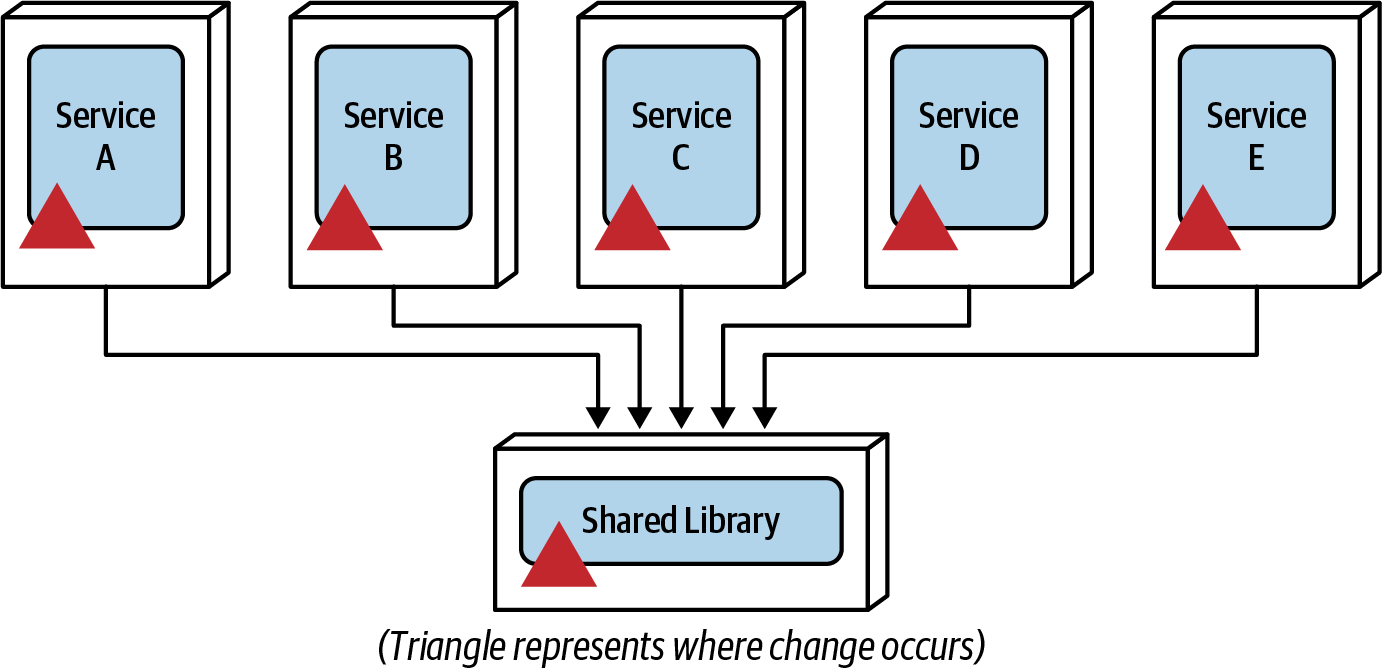 Service
A
Service
B
Service
C
Service
D
Service
E
Shared Library
(Triangle represents where change occurs)